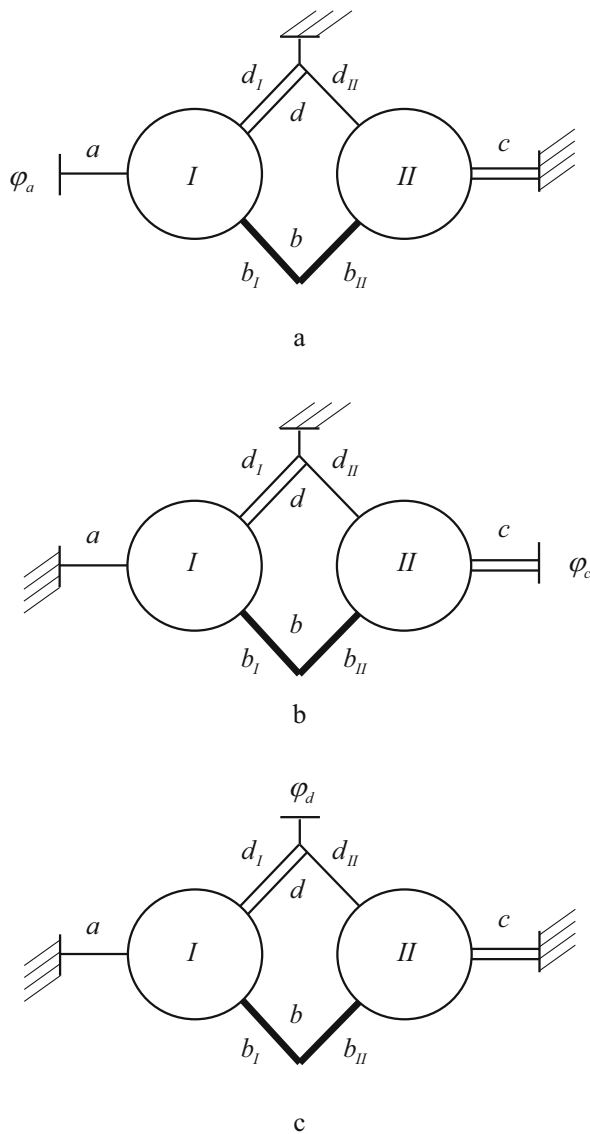 d_I d_II
a d c
φ_a I II
b
b_I b_II
a
d_I d_II
a d c
I II φ_c
b
b_I b_II
b
φ_d
d_I d_II
a d c
I II
b
b_I b_II
c